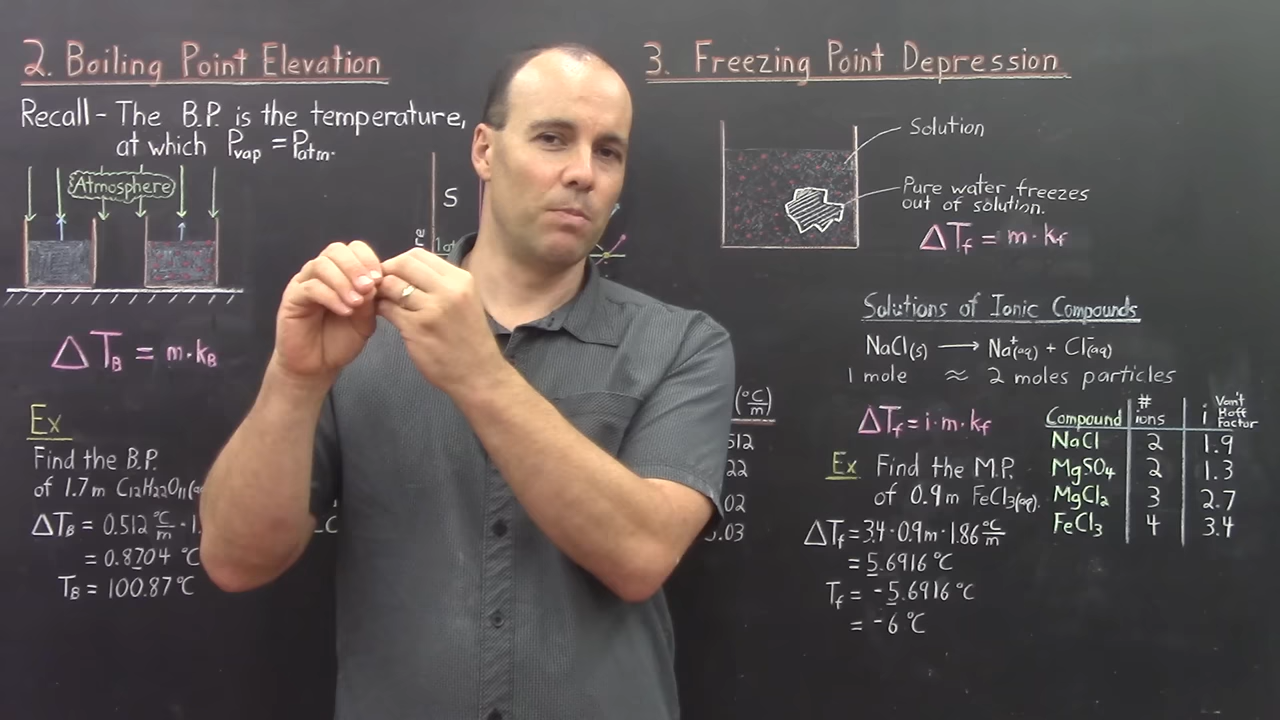 2. Boiling Point Elevation
Recall - The B.P. is the temperature,
at which Pvap = Patm.
Atmosphere
S
ΔTB = m·kB
Ex
Find the B.P.
of 1.7m C12H22O11(aq
ΔTB = 0.512 °C/m · 1.
= 0.8704 °C
TB = 100.87°C
3. Freezing Point Depression
Solution
Pure water freezes
out of solution.
ΔTf = m·kf
Solutions of Ionic Compounds
NaCl(s) → Na+(aq) + Cl-(aq)
1 mole ≈ 2 moles particles
ΔTf = i·m·kf
Ex Find the M.P.
of 0.9m FeCl3(aq).
ΔTf = 3.4·0.9m·1.86 °C/m
= 5.6916 °C
Tf = -5.6916 °C
= -6 °C
Compound # ions i Van't Hoff Factor
NaCl 2 1.9
MgSO4 2 1.3
MgCl2 3 2.7
FeCl3 4 3.4
(°C/m)
512
22
02
.03